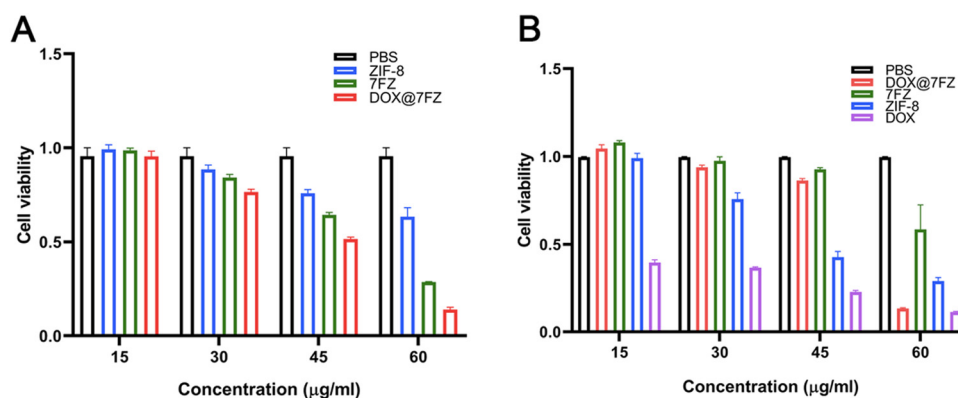 A
PBS
ZIF-8
7FZ
DOX@7FZ
1.5
1.0
0.5
0.0
Cell viability
15 30 45 60
Concentration (μg/ml)
B
PBS
DOX@7FZ
7FZ
ZIF-8
DOX
1.5
1.0
0.5
0.0
Cell viability
15 30 45 60
Concentration (μg/ml)